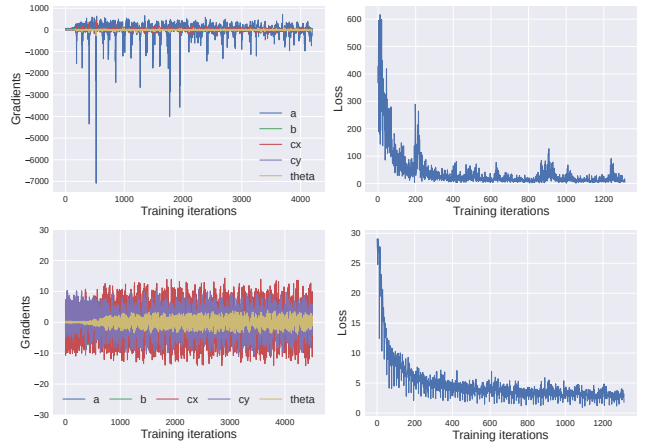 1000
0
−1000
−2000
−3000
−4000
−5000
−6000
−7000
Gradients
a
b
cx
cy
theta
0 1000 2000 3000 4000
Training iterations
600
500
400
300
200
100
0
Loss
0 200 400 600 800 1000 1200
Training iterations
30
20
10
0
−10
−20
−30
Gradients
a b cx cy theta
0 1000 2000 3000 4000
Training iterations
30
25
20
15
10
5
0
Loss
0 200 400 600 800 1000 1200
Training iterations